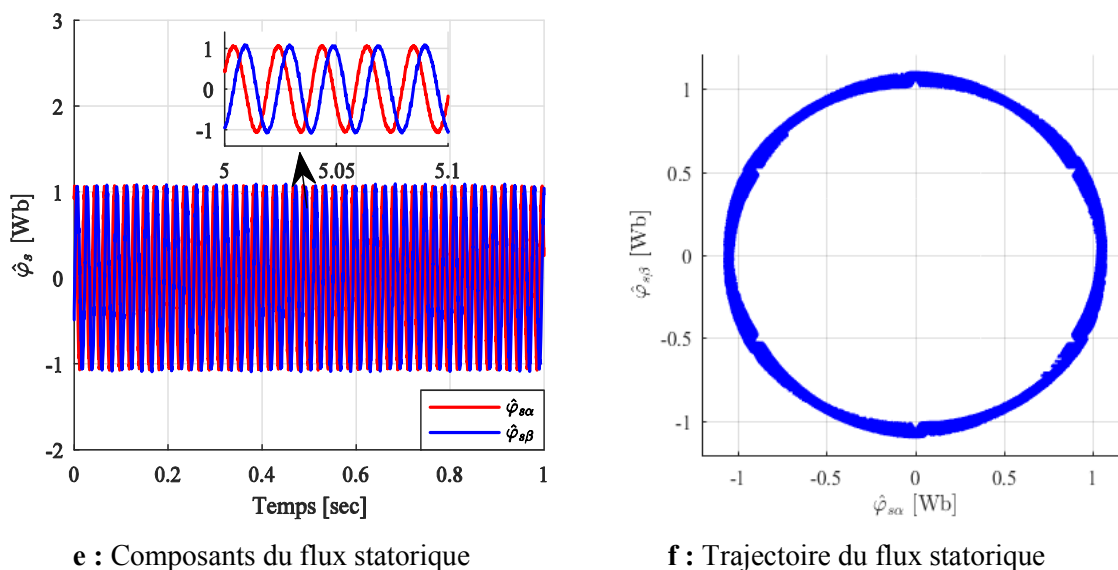 3
2
1
0
-1
-2
φ̂s [Wb]
1
0
-1
5 5.05 5.1
φ̂sα
φ̂sβ
0 0.2 0.4 0.6 0.8 1
Temps [sec]
e : Composants du flux statorique
1
0.5
0
-0.5
-1
φ̂sβ [Wb]
-1 -0.5 0 0.5 1
φ̂sα [Wb]
f : Trajectoire du flux statorique